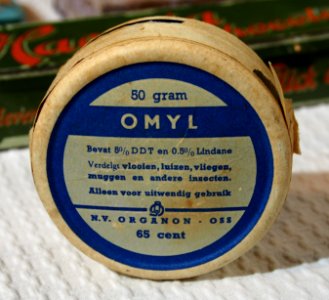 50 gram
OMYL
Bevat 5% DDT en 0.5% Lindane
Verdelgt vlooien, luizen, vliegen,
muggen en andere insecten.
Alleen voor uitwendig gebruik
N.V. ORGANON - OSS
65 cent